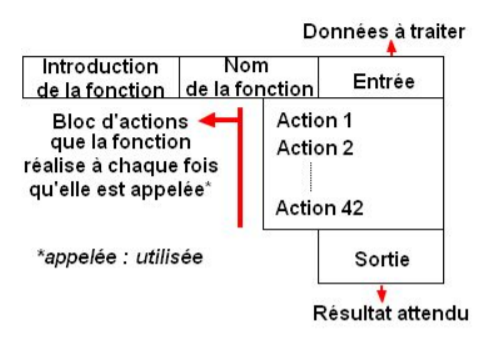 Données à traiter
Introduction
de la fonction
Nom
de la fonction
Entrée
Bloc d'actions
que la fonction
réalise à chaque fois
qu'elle est appelée*
Action 1
Action 2
Action 42
*appelée : utilisée
Sortie
Résultat attendu